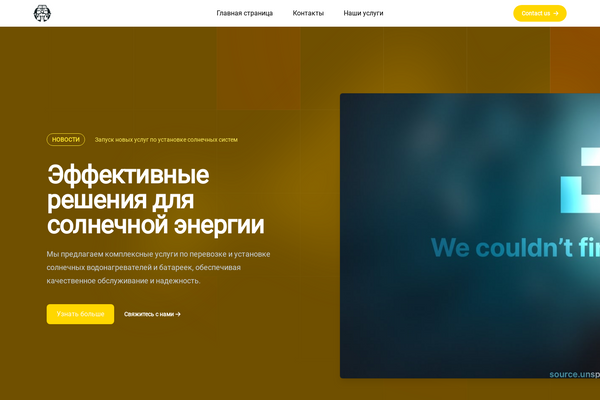 Главная страница
Контакты
Наши услуги
Contact us →
НОВОСТИ
Запуск новых услуг по установке солнечных систем
Эффективные
решения для
солнечной энергии
Мы предлагаем комплексные услуги по перевозке и установке
солнечных водонагревателей и батареек, обеспечивая
качественное обслуживание и надежность.
Узнать больше
Свяжитесь с нами →
We couldn't fin
source.unsp